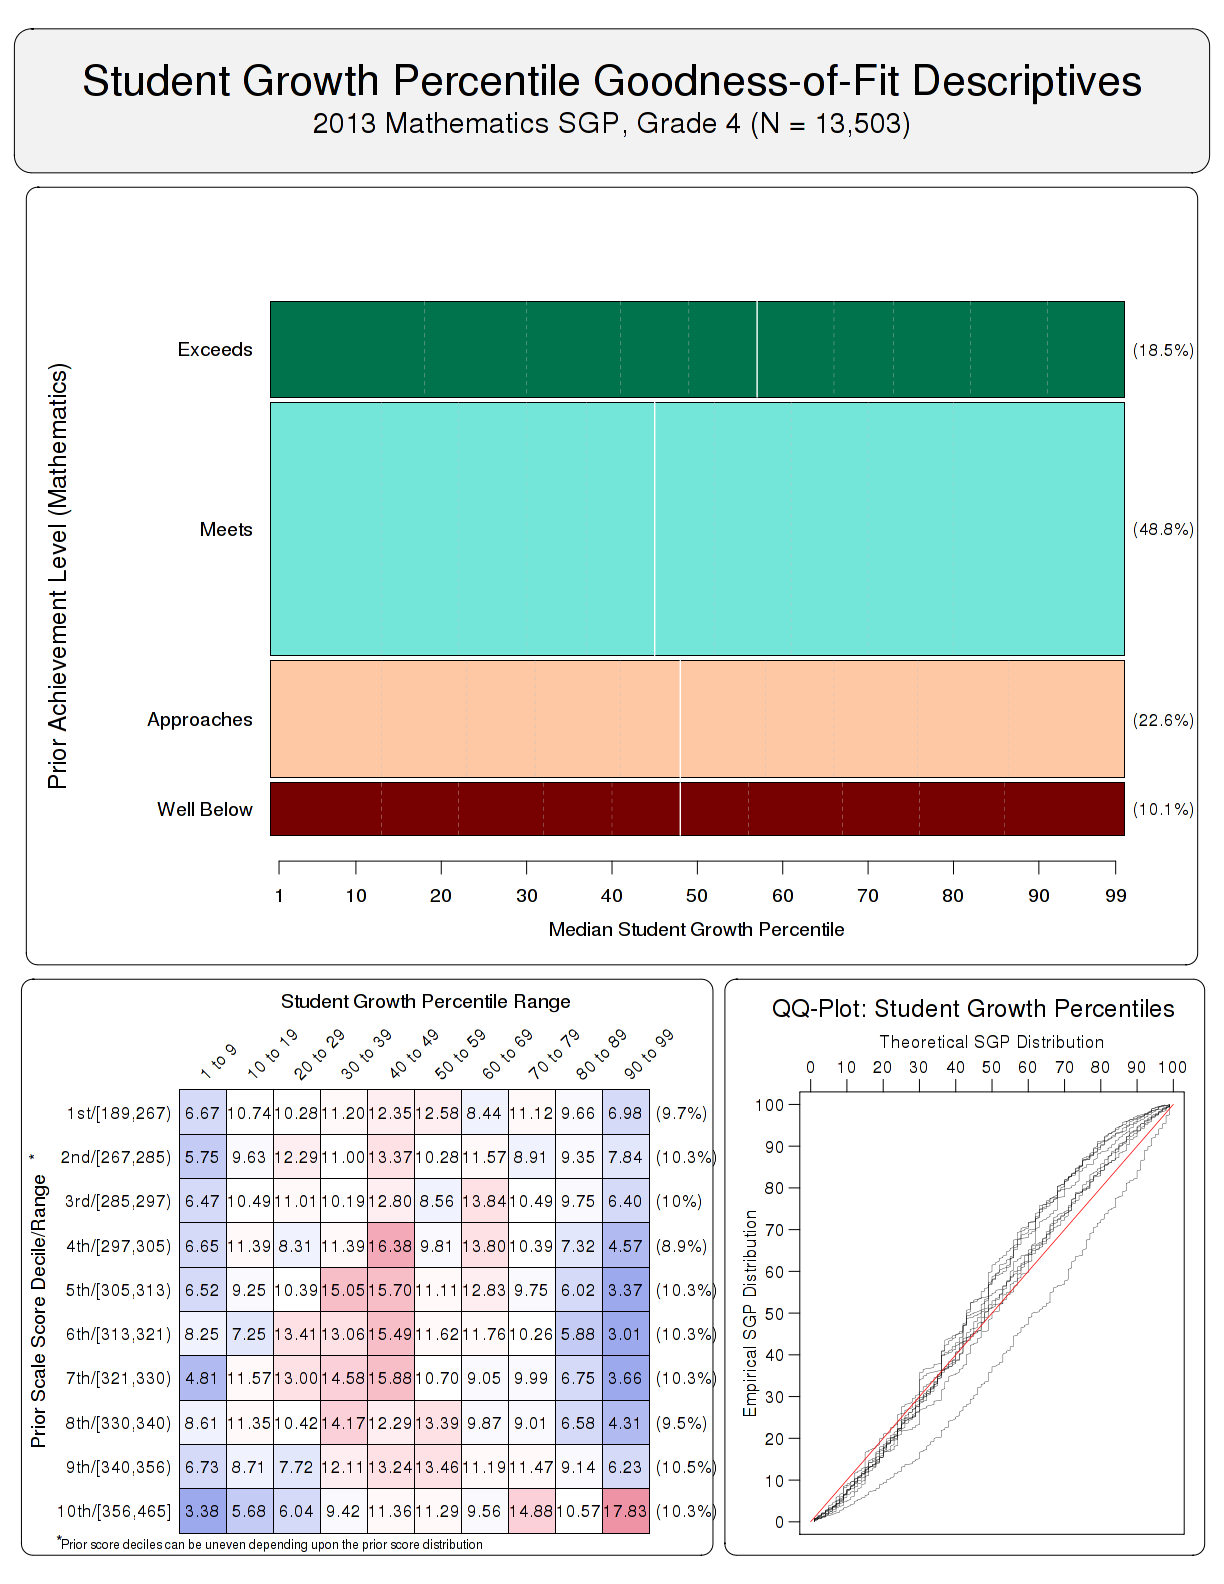 Student Growth Percentile Goodness-of-Fit Descriptives
2013 Mathematics SGP, Grade 4 (N = 13,503)
Prior Achievement Level (Mathematics)
Exceeds (18.5%)
Meets (48.8%)
Approaches (22.6%)
Well Below (10.1%)
1 10 20 30 40 50 60 70 80 90 99
Median Student Growth Percentile
Student Growth Percentile Range
1 to 9 10 to 19 20 to 29 30 to 39 40 to 49 50 to 59 60 to 69 70 to 79 80 to 89 90 to 99
Prior Scale Score Decile/Range *
1st/[189,267) 6.67 10.74 10.28 11.20 12.35 12.58 8.44 11.12 9.66 6.98 (9.7%)
2nd/[267,285) 5.75 9.63 12.29 11.00 13.37 10.28 11.57 8.91 9.35 7.84 (10.3%)
3rd/[285,297) 6.47 10.49 11.01 10.19 12.80 8.56 13.84 10.49 9.75 6.40 (10%)
4th/[297,305) 6.65 11.39 8.31 11.39 16.38 9.81 13.80 10.39 7.32 4.57 (8.9%)
5th/[305,313) 6.52 9.25 10.39 15.05 15.70 11.11 12.83 9.75 6.02 3.37 (10.3%)
6th/[313,321) 8.25 7.25 13.41 13.06 15.49 11.62 11.76 10.26 5.88 3.01 (10.3%)
7th/[321,330) 4.81 11.57 13.00 14.58 15.88 10.70 9.05 9.99 6.75 3.66 (10.3%)
8th/[330,340) 8.61 11.35 10.42 14.17 12.29 13.39 9.87 9.01 6.58 4.31 (9.5%)
9th/[340,356) 6.73 8.71 7.72 12.11 13.24 13.46 11.19 11.47 9.14 6.23 (10.5%)
10th/[356,465] 3.38 5.68 6.04 9.42 11.36 11.29 9.56 14.88 10.57 17.83 (10.3%)
*Prior score deciles can be uneven depending upon the prior score distribution
QQ-Plot: Student Growth Percentiles
Theoretical SGP Distribution
0 10 20 30 40 50 60 70 80 90 100
Empirical SGP Distribution
100
90
80
70
60
50
40
30
20
10
0